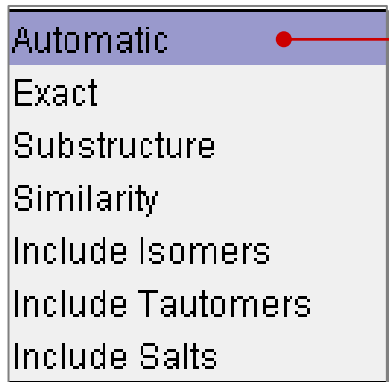 Automatic
Exact
Substructure
Similarity
Include Isomers
Include Tautomers
Include Salts